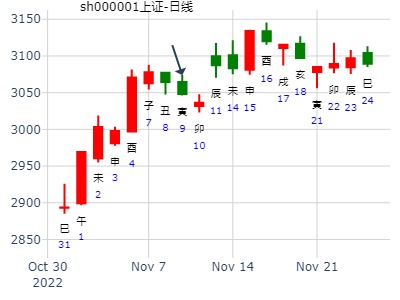 sh000001上证-日线
3150
3100
3050
3000
2950
2900
2850
巳
31
午
1
未
2
申
3
酉
4
子
7
丑
8
寅
9
卯
10
辰
11
未
14
申
15
酉
16
戌
17
亥
18
寅
21
卯
22
辰
23
巳
24
Oct 30
2022
Nov 7
Nov 14
Nov 21